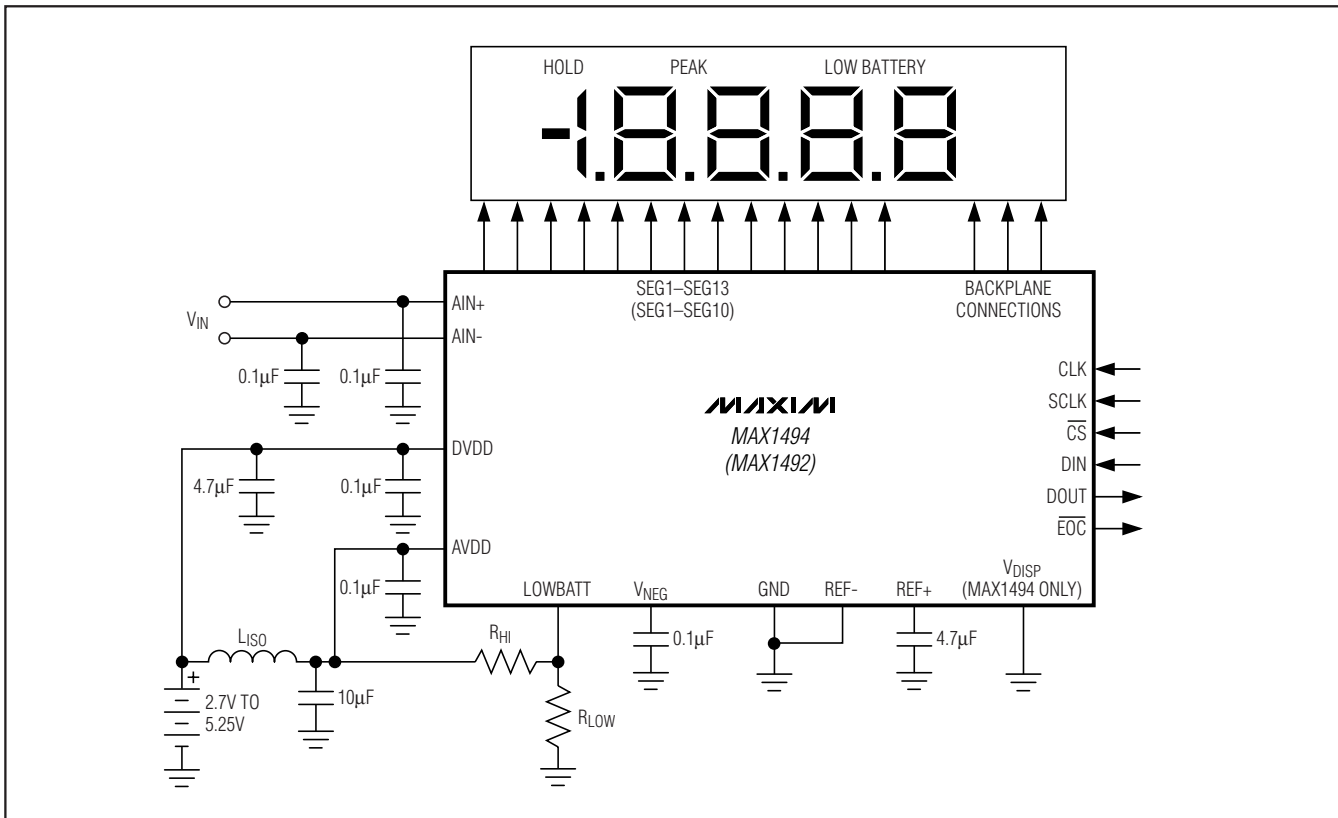 HOLD PEAK LOW BATTERY
-1.8.8.8.8
SEG1–SEG13
(SEG1–SEG10)
BACKPLANE
CONNECTIONS
AIN+
VIN
AIN-
0.1µF
0.1µF
CLK
SCLK
CS
DIN
DOUT
EOC
MAXIM
MAX1494
(MAX1492)
DVDD
4.7µF
0.1µF
AVDD
0.1µF
LOWBATT
VNEG
GND
REF-
REF+
VDISP
(MAX1494 ONLY)
LISO
RHI
0.1µF
4.7µF
+
2.7V TO
5.25V
10µF
RLOW